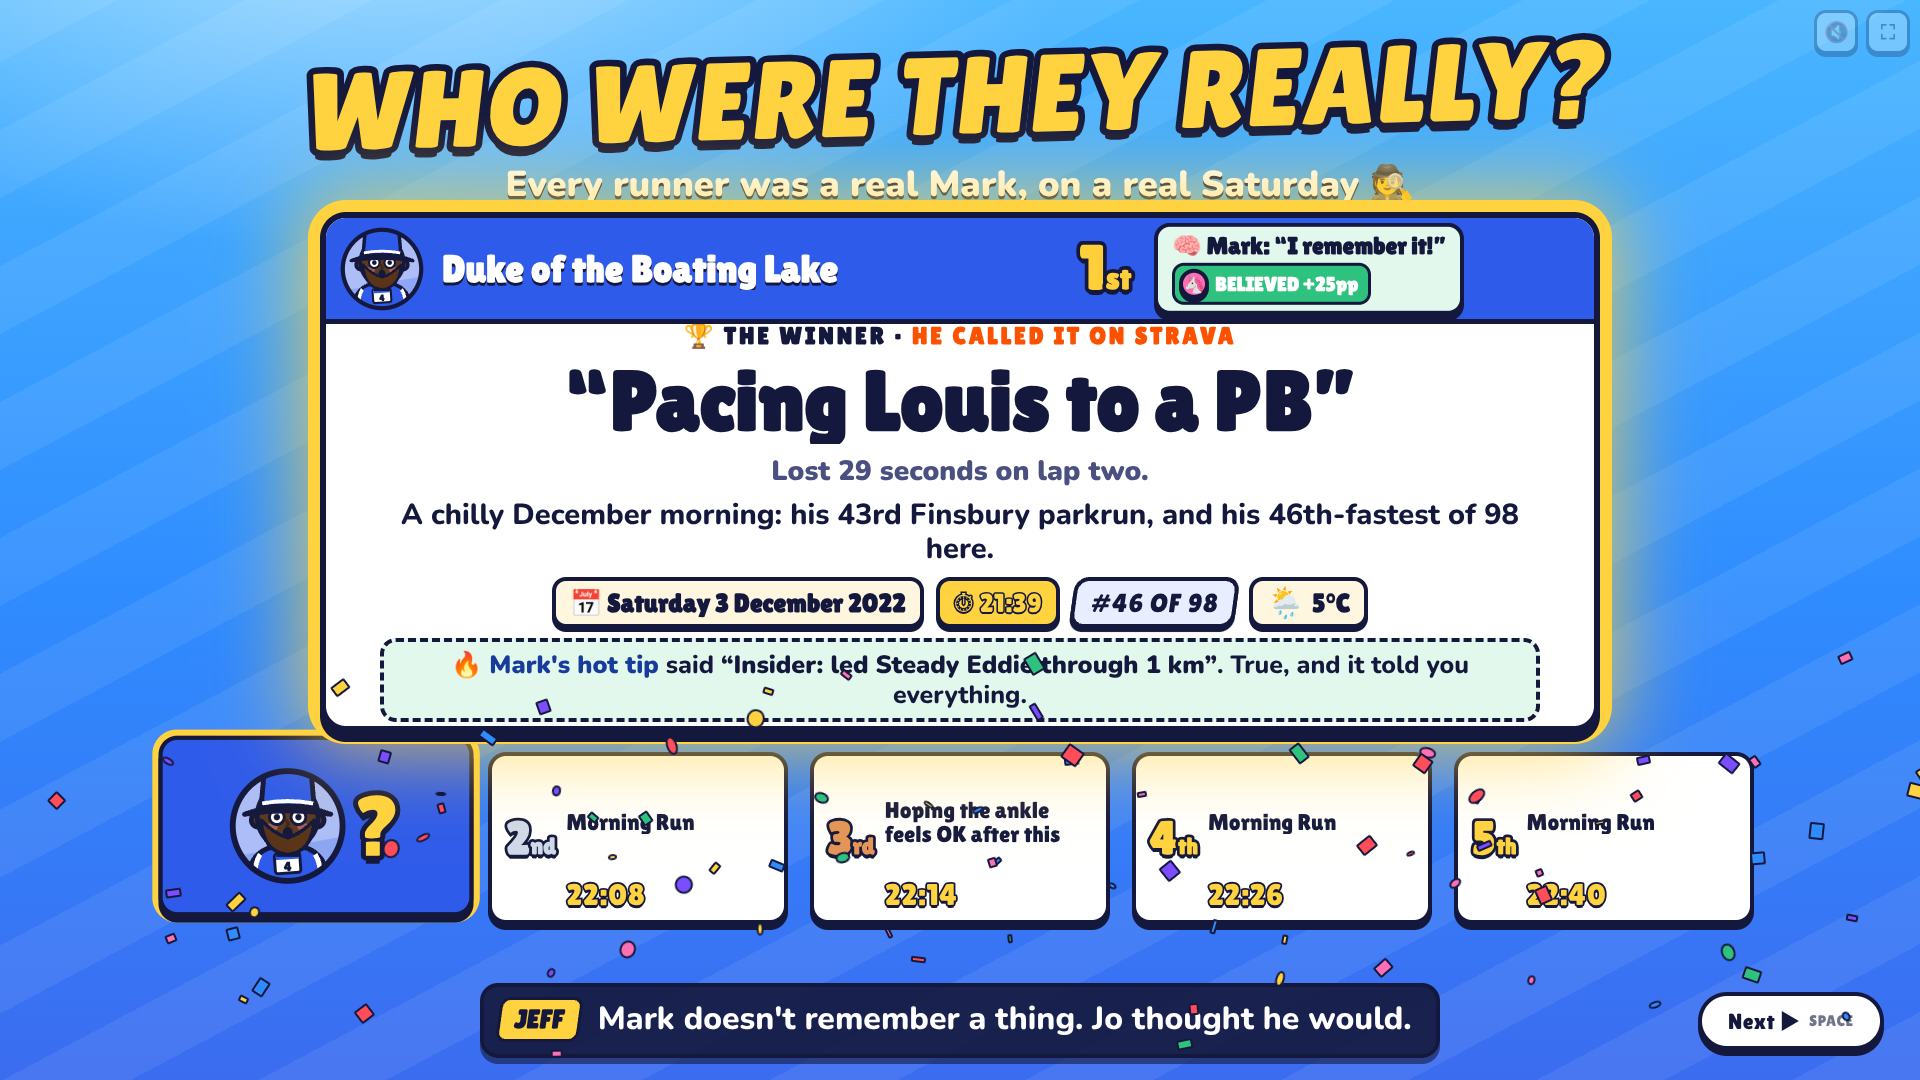 WHO WERE THEY REALLY?
Every runner was a real Mark, on a real Saturday
4
Duke of the Boating Lake
1st
Mark: “I remember it!”
BELIEVED +25pp
THE WINNER · HE CALLED IT ON STRAVA
“Pacing Louis to a PB”
Lost 29 seconds on lap two.
A chilly December morning: his 43rd Finsbury parkrun, and his 46th-fastest of 98
here.
July 17
Saturday 3 December 2022
21:39
#46 OF 98
5°C
Mark's hot tip said “Insider: led Steady Eddie through 1 km”. True, and it told you
everything.
4
?
2nd
Morning Run
22:08
3rd
Hoping the ankle
feels OK after this
22:14
4th
Morning Run
22:26
5th
Morning Run
22:40
JEFF
Mark doesn't remember a thing. Jo thought he would.
Next
SPACE